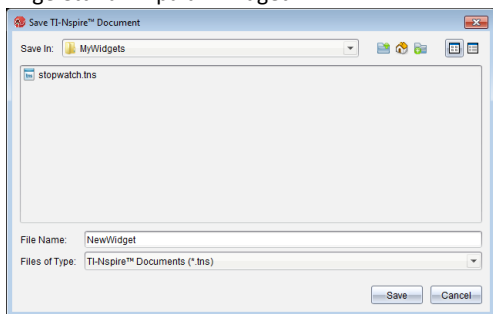 Save TI-Nspire™ Document
Save In: MyWidgets
stopwatch.tns
File Name: NewWidget
Files of Type: TI-Nspire™ Documents (*.tns)
Save Cancel